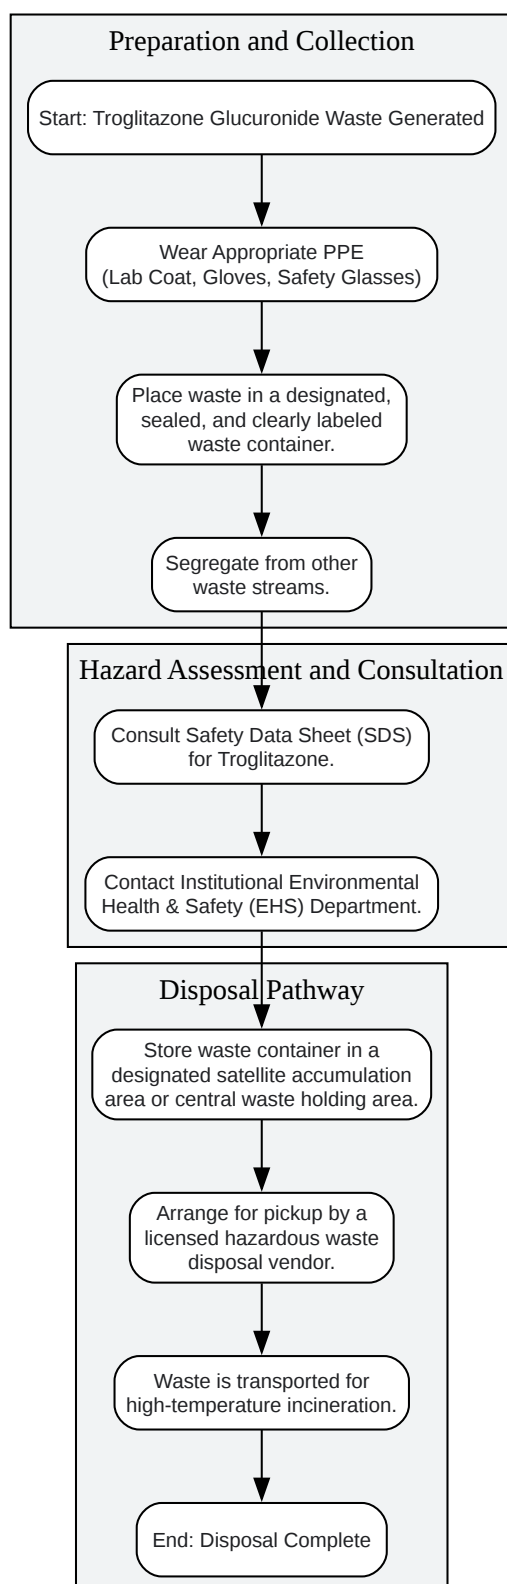 Preparation and Collection
Start: Troglitazone Glucuronide Waste Generated
Wear Appropriate PPE
(Lab Coat, Gloves, Safety Glasses)
Place waste in a designated,
sealed, and clearly labeled
waste container.
Segregate from other
waste streams.
Hazard Assessment and Consultation
Consult Safety Data Sheet (SDS)
for Troglitazone.
Contact Institutional Environmental
Health & Safety (EHS) Department.
Disposal Pathway
Store waste container in a
designated satellite accumulation
area or central waste holding area.
Arrange for pickup by a
licensed hazardous waste
disposal vendor.
Waste is transported for
high-temperature incineration.
End: Disposal Complete